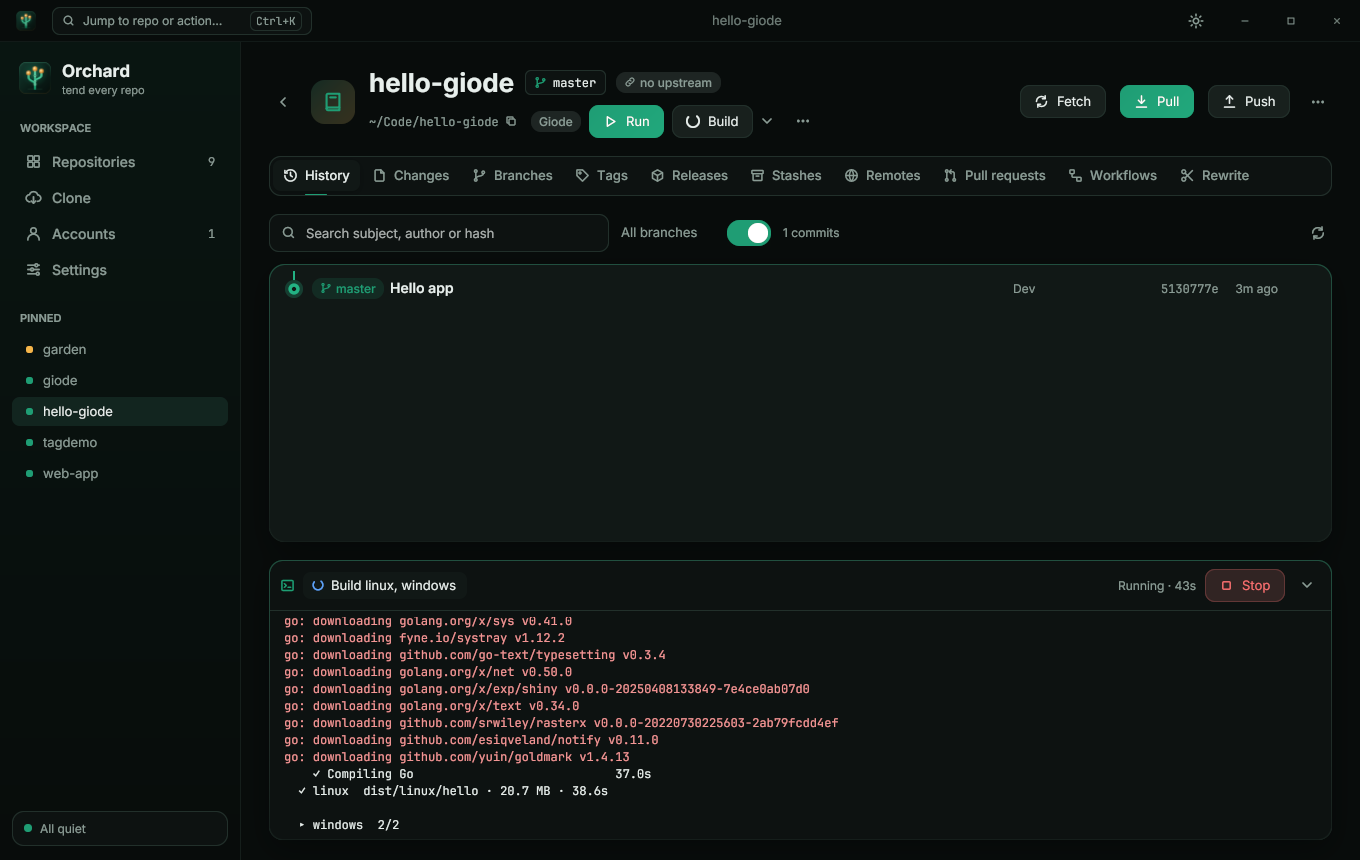 Jump to repo or action... Ctrl+K
hello-giode
Orchard
tend every repo
WORKSPACE
Repositories 9
Clone
Accounts 1
Settings
PINNED
garden
giode
hello-giode
tagdemo
web-app
All quiet
hello-giode master no upstream
~/Code/hello-giode Giode Run Build
Fetch Pull Push
History Changes Branches Tags Releases Stashes Remotes Pull requests Workflows Rewrite
Search subject, author or hash All branches 1 commits
master Hello app Dev 5130777e 3m ago
Build linux, windows Running · 43s Stop
go: downloading golang.org/x/sys v0.41.0
go: downloading fyne.io/systray v1.12.2
go: downloading github.com/go-text/typesetting v0.3.4
go: downloading golang.org/x/net v0.50.0
go: downloading golang.org/x/exp/shiny v0.0.0-20250408133849-7e4ce0ab07d0
go: downloading golang.org/x/text v0.34.0
go: downloading github.com/srwiley/rasterx v0.0.0-20220730225603-2ab79fcdd4ef
go: downloading github.com/esiqveland/notify v0.11.0
go: downloading github.com/yuin/goldmark v1.4.13
✓ Compiling Go 37.0s
✓ linux dist/linux/hello · 20.7 MB · 38.6s
▸ windows 2/2